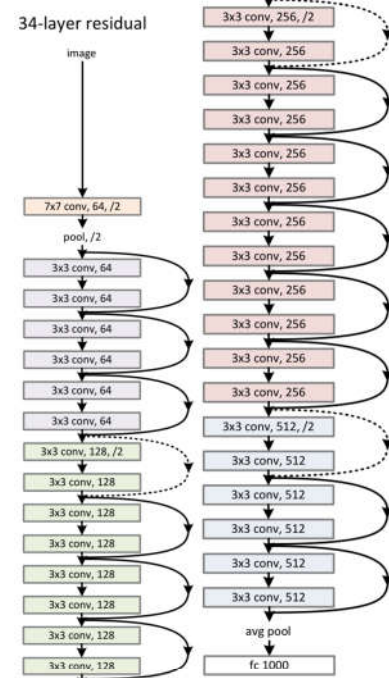 34-layer residual
image
7x7 conv, 64, /2
pool, /2
3x3 conv, 64
3x3 conv, 64
3x3 conv, 64
3x3 conv, 64
3x3 conv, 64
3x3 conv, 64
3x3 conv, 128, /2
3x3 conv, 128
3x3 conv, 128
3x3 conv, 128
3x3 conv, 128
3x3 conv, 128
3x3 conv, 128
3x3 conv, 128
3x3 conv, 256, /2
3x3 conv, 256
3x3 conv, 256
3x3 conv, 256
3x3 conv, 256
3x3 conv, 256
3x3 conv, 256
3x3 conv, 256
3x3 conv, 256
3x3 conv, 256
3x3 conv, 256
3x3 conv, 256
3x3 conv, 512, /2
3x3 conv, 512
3x3 conv, 512
3x3 conv, 512
3x3 conv, 512
3x3 conv, 512
avg pool
fc 1000